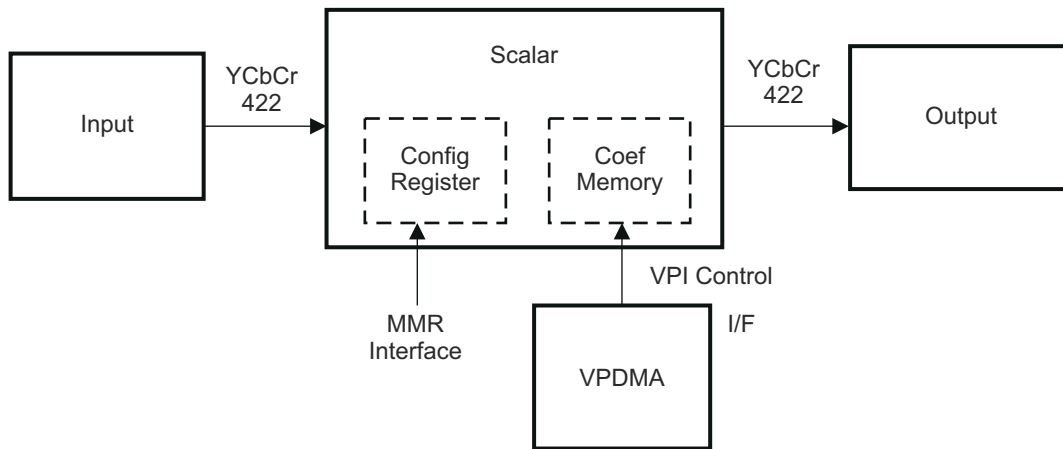 Scalar
YCbCr
422
YCbCr
422
Input
Output
Config
Register
Coef
Memory
VPI Control
I/F
MMR
Interface
VPDMA